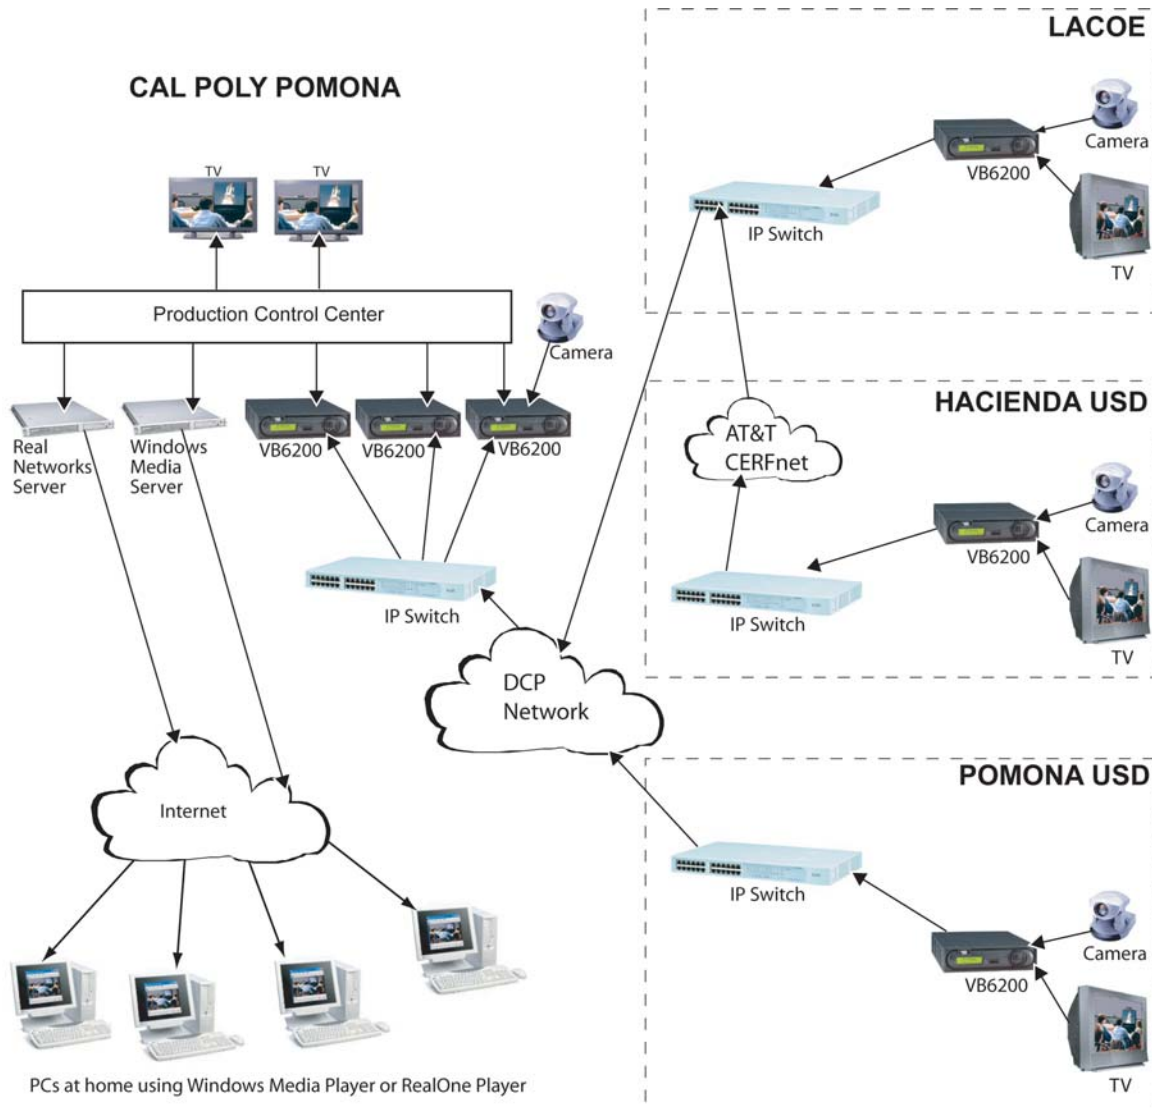 CAL POLY POMONA
TV
TV
Production Control Center
Camera
Real
Networks
Server
Windows
Media
Server
VB6200
VB6200
VB6200
IP Switch
DCP
Network
Internet
PCs at home using Windows Media Player or RealOne Player
LACOE
Camera
VB6200
IP Switch
TV
HACIENDA USD
AT&T
CERFnet
Camera
VB6200
IP Switch
TV
POMONA USD
IP Switch
Camera
VB6200
TV